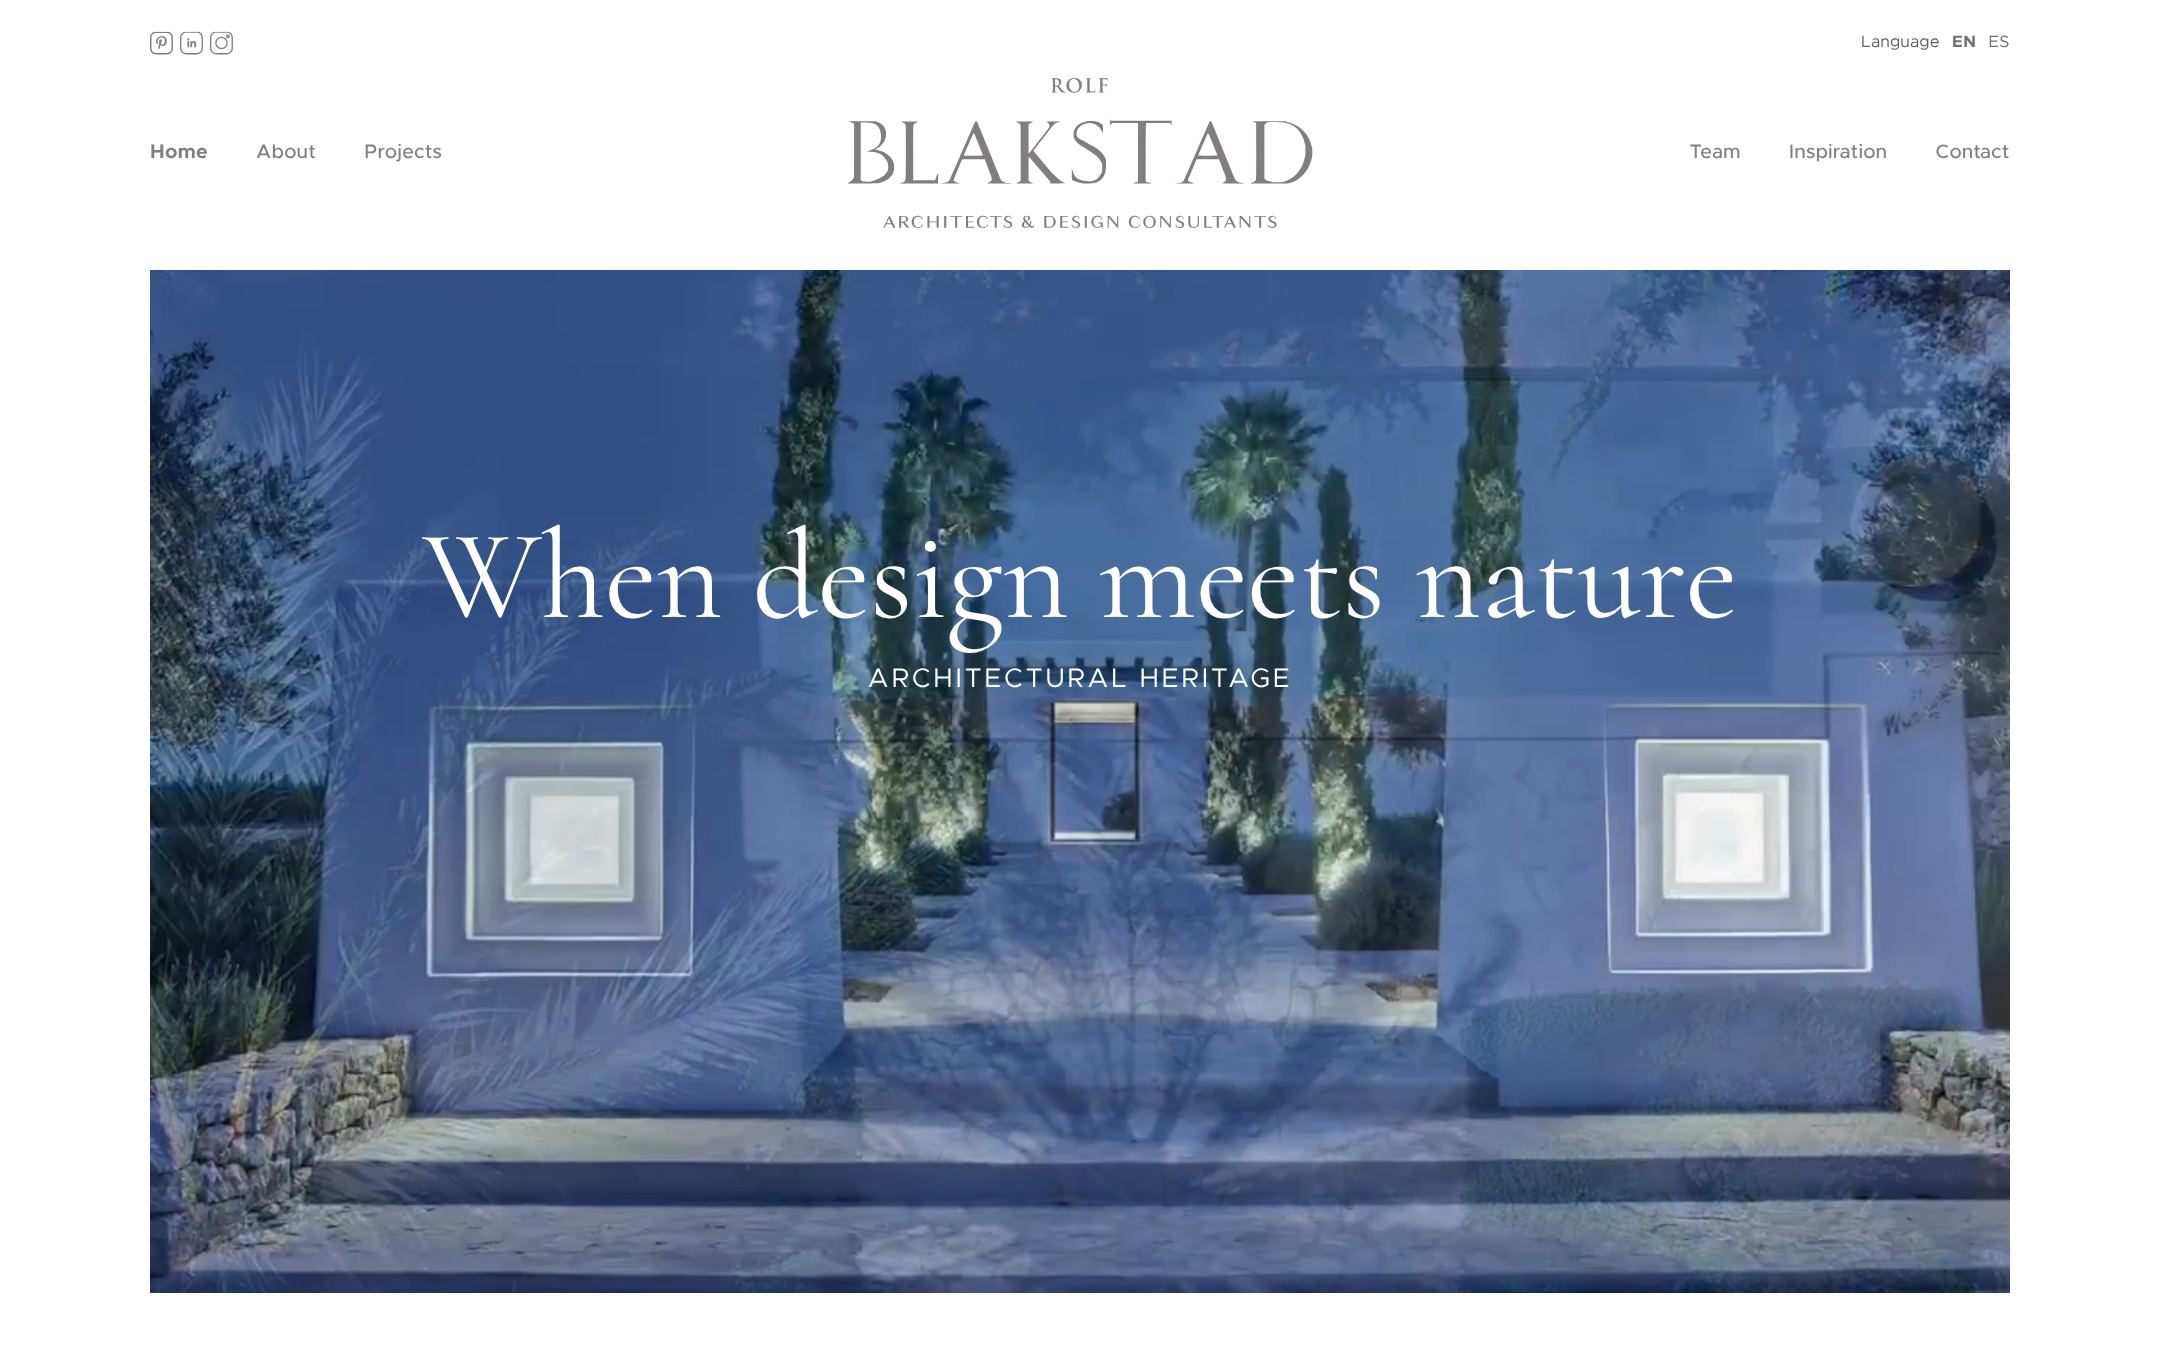 Language EN ES
ROLF
BLAKSTAD
ARCHITECTS & DESIGN CONSULTANTS
Home About Projects
Team Inspiration Contact
When design meets nature
ARCHITECTURAL HERITAGE